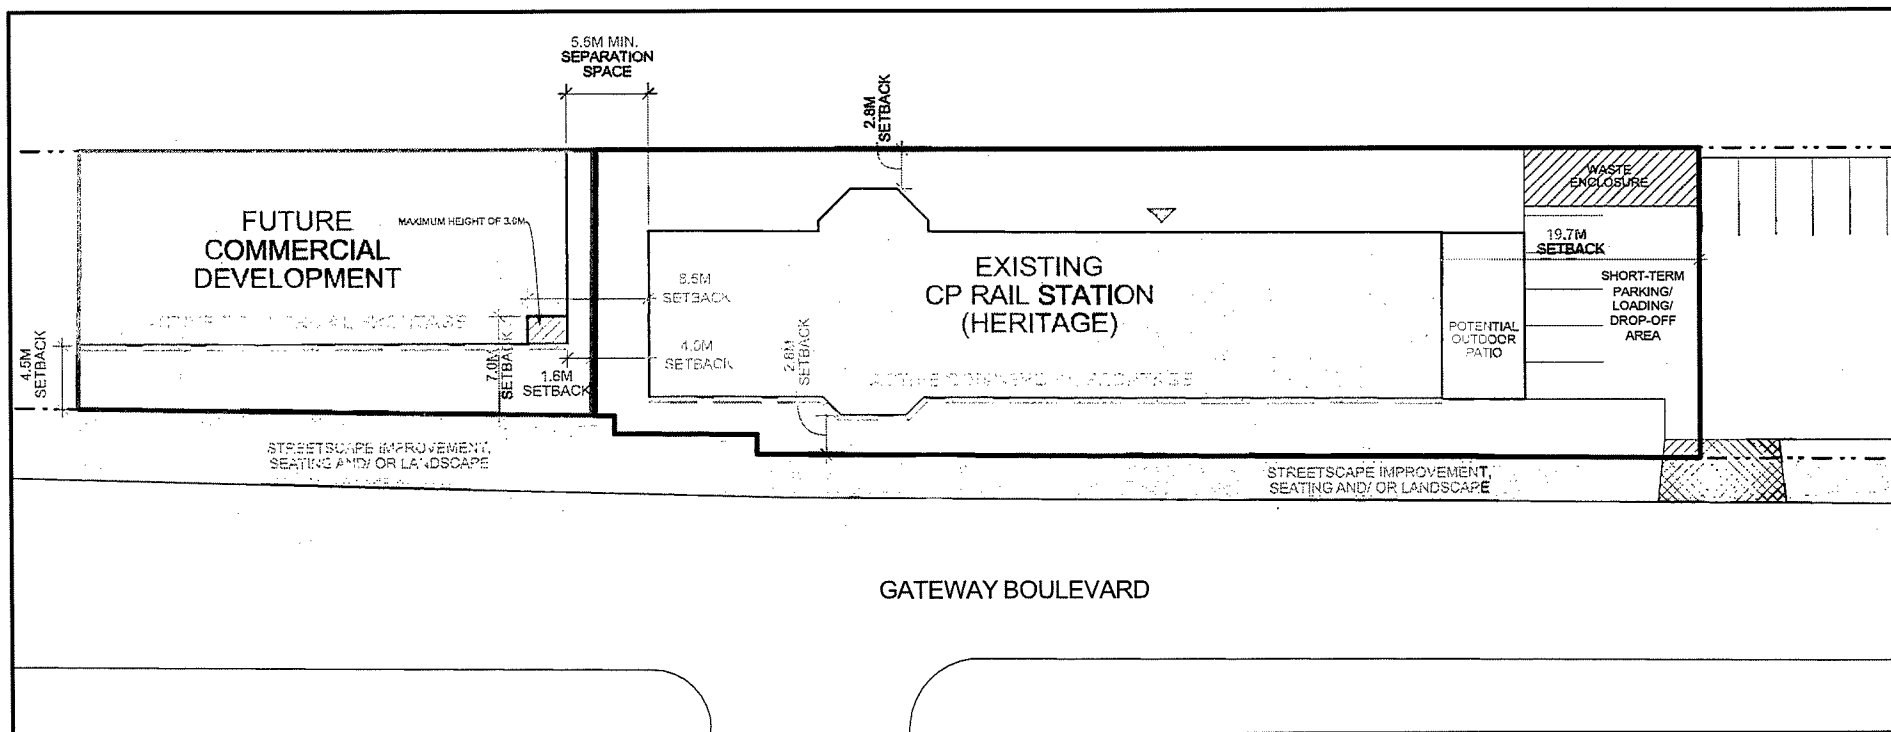 5.6M MIN.
SEPARATION
SPACE
2.8M
SETBACK
WASTE
ENCLOSURE
FUTURE
COMMERCIAL
DEVELOPMENT
MAXIMUM HEIGHT OF 3.0M
EXISTING
CP RAIL STATION
(HERITAGE)
19.7M
SETBACK
SHORT-TERM
PARKING/
LOADING/
DROP-OFF
AREA
8.5M
SETBACK
POTENTIAL
OUTDOOR
PATIO
4.5M
SETBACK
7.0M
SETBACK
1.6M
SETBACK
4.0M
SETBACK
2.8M
SETBACK
STREETSCAPE IMPROVEMENT,
SEATING AND/ OR LANDSCAPE
STREETSCAPE IMPROVEMENT,
SEATING AND/ OR LANDSCAPE
GATEWAY BOULEVARD